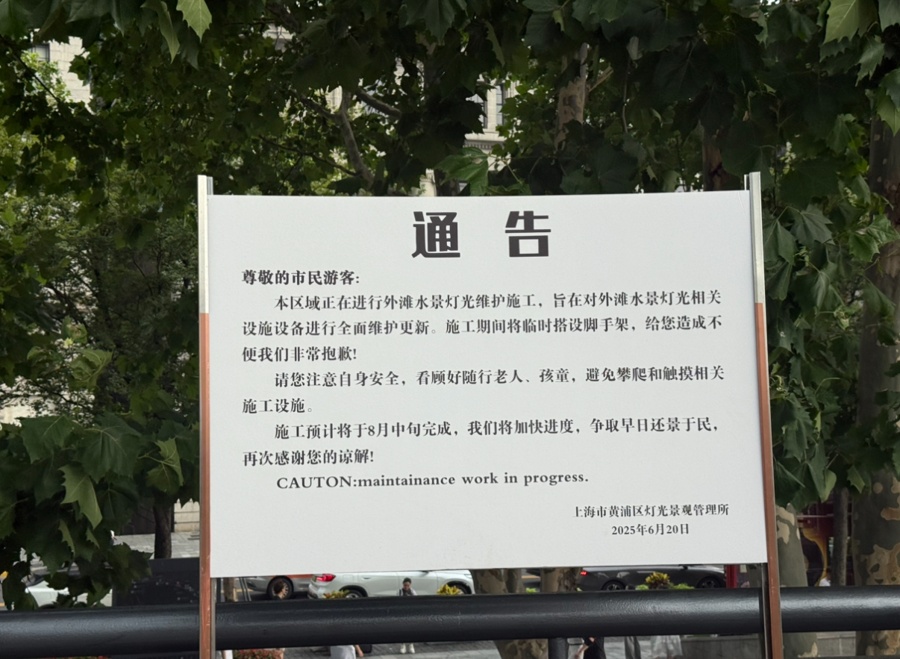 通 告
尊敬的市民游客:
本区域正在进行外滩水景灯光维护施工，旨在对外滩水景灯光相关
设施设备进行全面维护更新。施工期间将临时搭设脚手架，给您造成不
便我们非常抱歉!
请您注意自身安全，看顾好随行老人、孩童，避免攀爬和触摸相关
施工设施。
施工预计将于8月中旬完成，我们将加快进度，争取早日还景于民，
再次感谢您的谅解!
CAUTON:maintainance work in progress.
上海市黄浦区灯光景观管理所
2025年6月20日